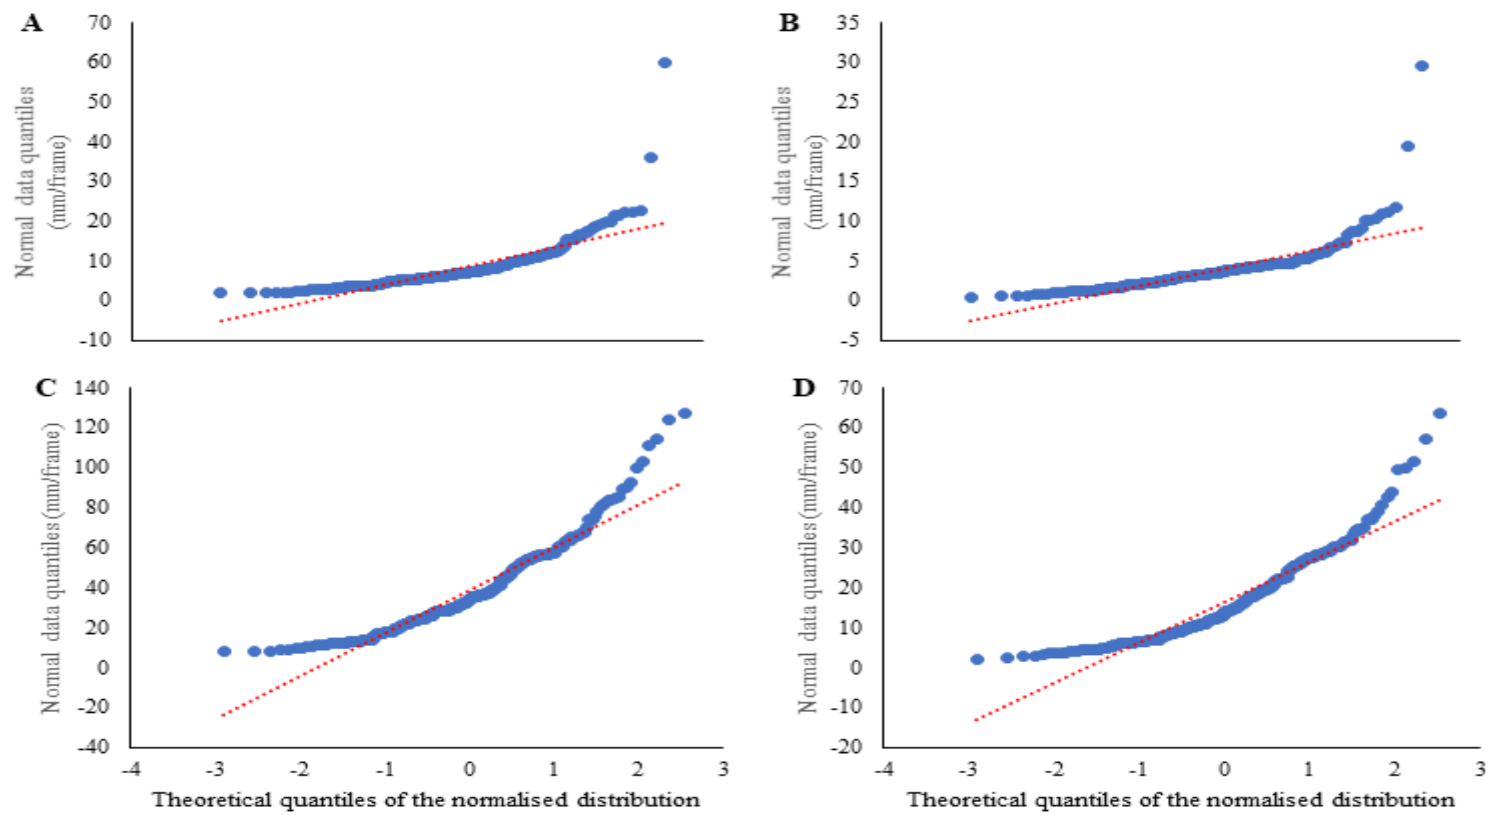 A
Normal data quantiles
(mm/frame)
70
60
50
40
30
20
10
0
-10
B
Normal data quantiles
(mm/frame)
35
30
25
20
15
10
5
0
-5
C
Normal data quantiles (mm/frame)
140
120
100
80
60
40
20
0
-20
-40
-4 -3 -2 -1 0 1 2 3
Theoretical quantiles of the normalised distribution
D
Normal data quantiles (mm/frame)
70
60
50
40
30
20
10
0
-10
-20
-4 -3 -2 -1 0 1 2 3
Theoretical quantiles of the normalised distribution